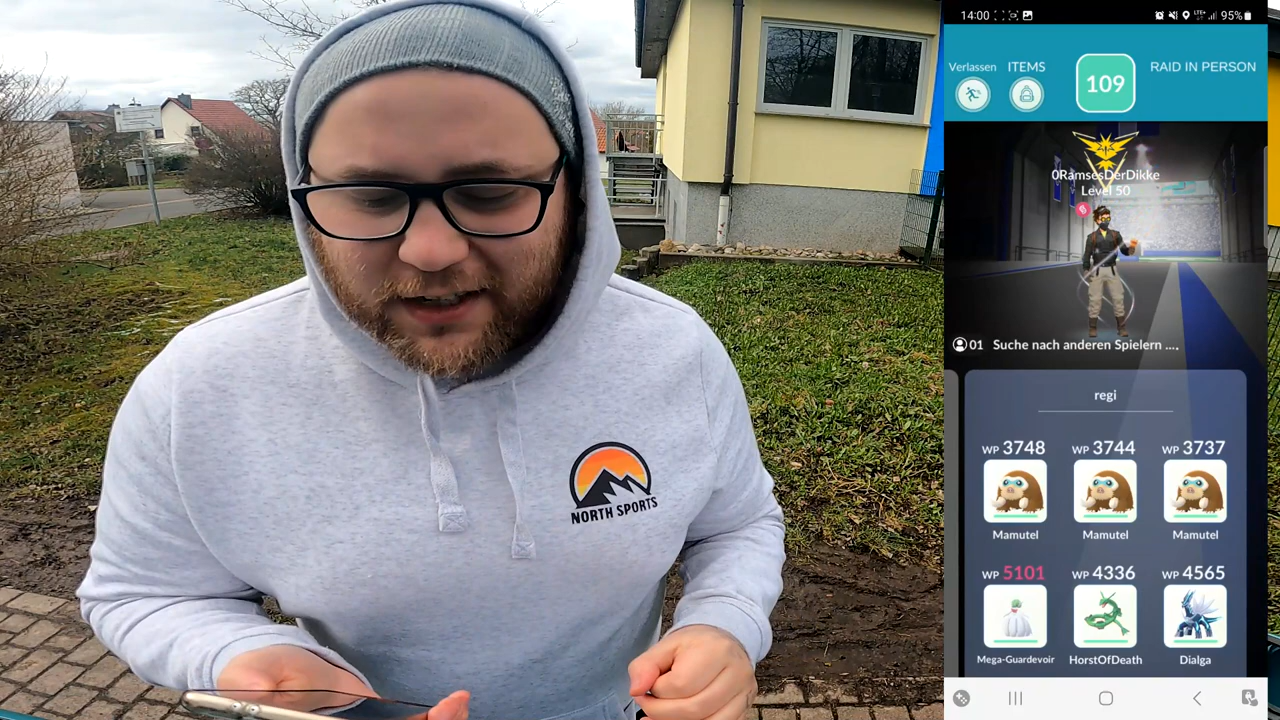 NORTH SPORTS
14:00
LTE+
95%
Verlassen
ITEMS
109
RAID IN PERSON
0RamsesDerDikke
Level 50
01 Suche nach anderen Spielern ....
regi
WP 3748 WP 3744 WP 3737
Mamutel Mamutel Mamutel
WP 5101 WP 4336 WP 4565
Mega-Guardevoir HorstOfDeath Dialga